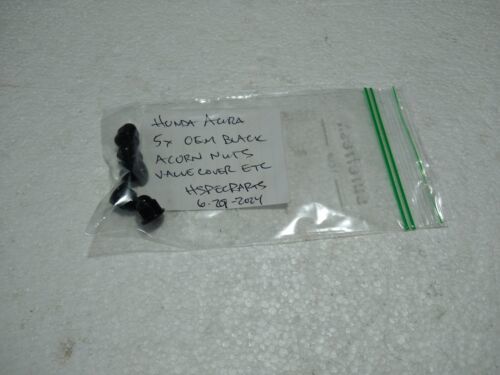 HONDA ACURA
5X OEM BLACK
ACORN NUTS
VALVE COVER ETC
HSPECPARTS
6-29-2024